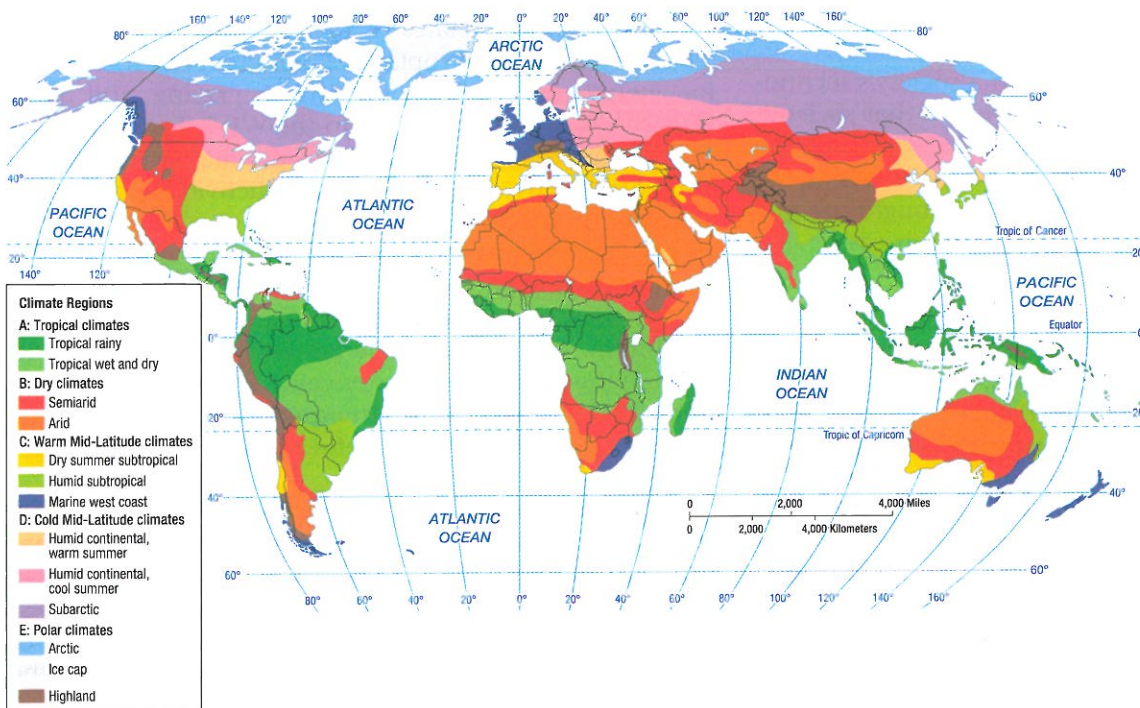 160° 140° 120° 100° 80° 60° 40° 20° 0° 20° 40° 60° 80° 100° 120° 140° 160°
80°
80°
ARCTIC
OCEAN
60°
60°
40°
40°
PACIFIC
OCEAN
ATLANTIC
OCEAN
Tropic of Cancer
20°
20°
140°
120°
PACIFIC
OCEAN
Equator
0°
0°
0°
INDIAN
OCEAN
20°
20°
20°
Tropic of Capricorn
40°
40°
ATLANTIC
OCEAN
0 2,000 4,000 Miles
0 2,000 4,000 Kilometers
60°
60°
80° 60° 40° 20° 0° 20° 40° 60° 80° 100° 120° 140° 160°
Climate Regions
A: Tropical climates
Tropical rainy
Tropical wet and dry
B: Dry climates
Semiarid
Arid
C: Warm Mid-Latitude climates
Dry summer subtropical
Humid subtropical
Marine west coast
D: Cold Mid-Latitude climates
Humid continental,
warm summer
Humid continental,
cool summer
Subarctic
E: Polar climates
Arctic
Ice cap
Highland